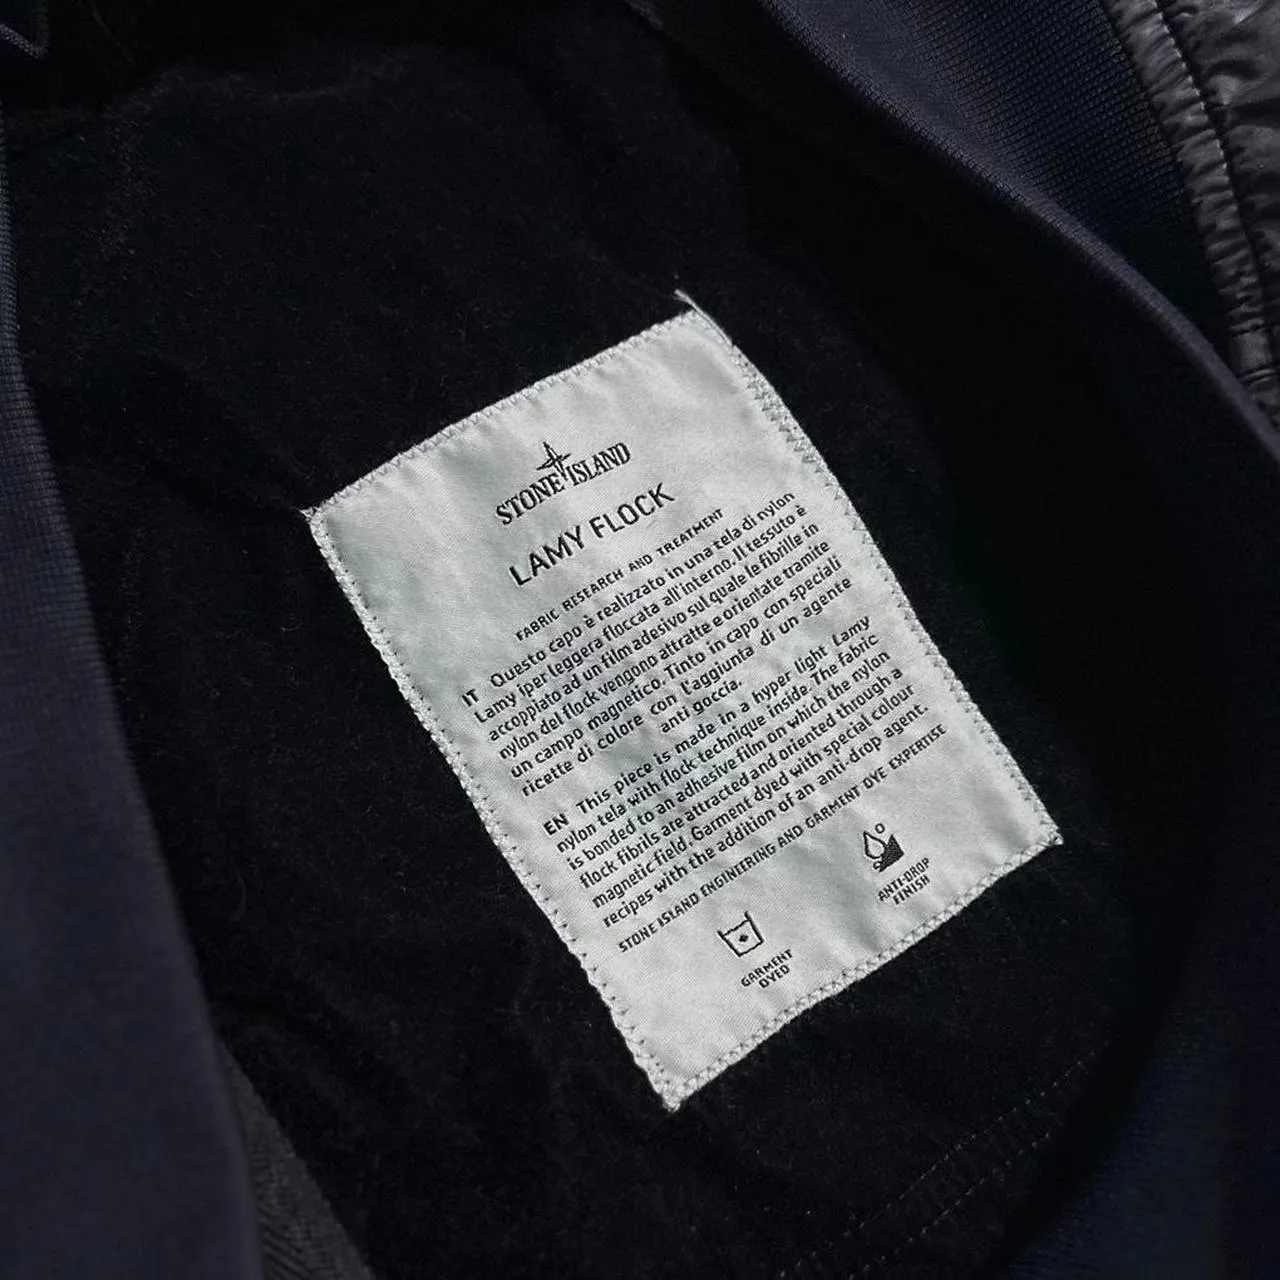 STONE ISLAND
LAMY FLOCK
FABRIC RESEARCH AND TREATMENT
IT Questo capo è realizzato in una tela di nylon
Lamy iper leggera floccata all'interno. Il tessuto è
accoppiato ad un film adesivo sul quale le fibrille in
nylon del flock vengono attratte e orientate tramite
un campo magnetico. Tinto in capo con speciali
ricette di colore con l'aggiunta di un agente
anti goccia.
EN This piece is made in a hyper light Lamy
nylon tela with flock technique inside. The fabric
is bonded to an adhesive film on which the nylon
flock fibrils are attracted and oriented through a
magnetic field. Garment dyed with special colour
recipes with the addition of an anti-drop agent.
STONE ISLAND ENGINEERING AND GARMENT DYE EXPERTISE
GARMENT
DYED
ANTI-DROP
FINISH